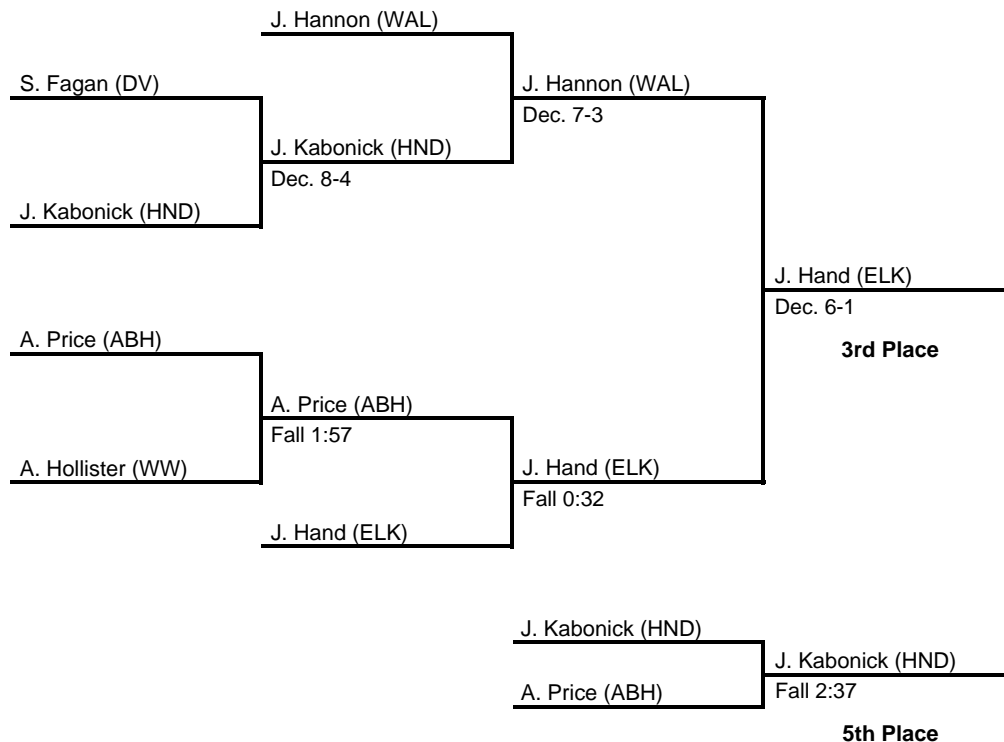 J. Hannon (WAL)
S. Fagan (DV)
J. Hannon (WAL)
Dec. 7-3
J. Kabonick (HND)
Dec. 8-4
J. Kabonick (HND)
J. Hand (ELK)
Dec. 6-1
3rd Place
A. Price (ABH)
A. Price (ABH)
Fall 1:57
A. Hollister (WW)
J. Hand (ELK)
Fall 0:32
J. Hand (ELK)
J. Kabonick (HND)
J. Kabonick (HND)
Fall 2:37
A. Price (ABH)
5th Place